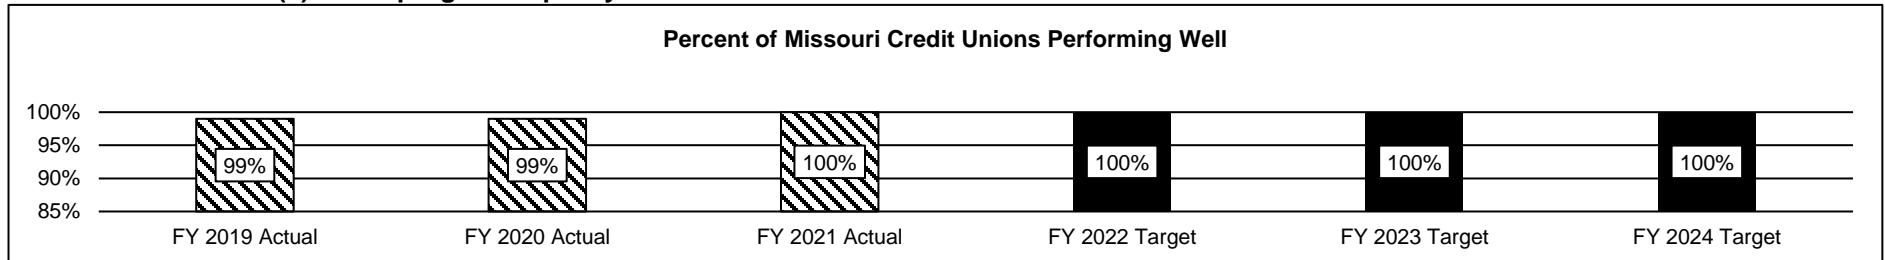 Percent of Missouri Credit Unions Performing Well
100%
95%
90%
85%
99%
99%
100%
100%
100%
100%
FY 2019 Actual
FY 2020 Actual
FY 2021 Actual
FY 2022 Target
FY 2023 Target
FY 2024 Target